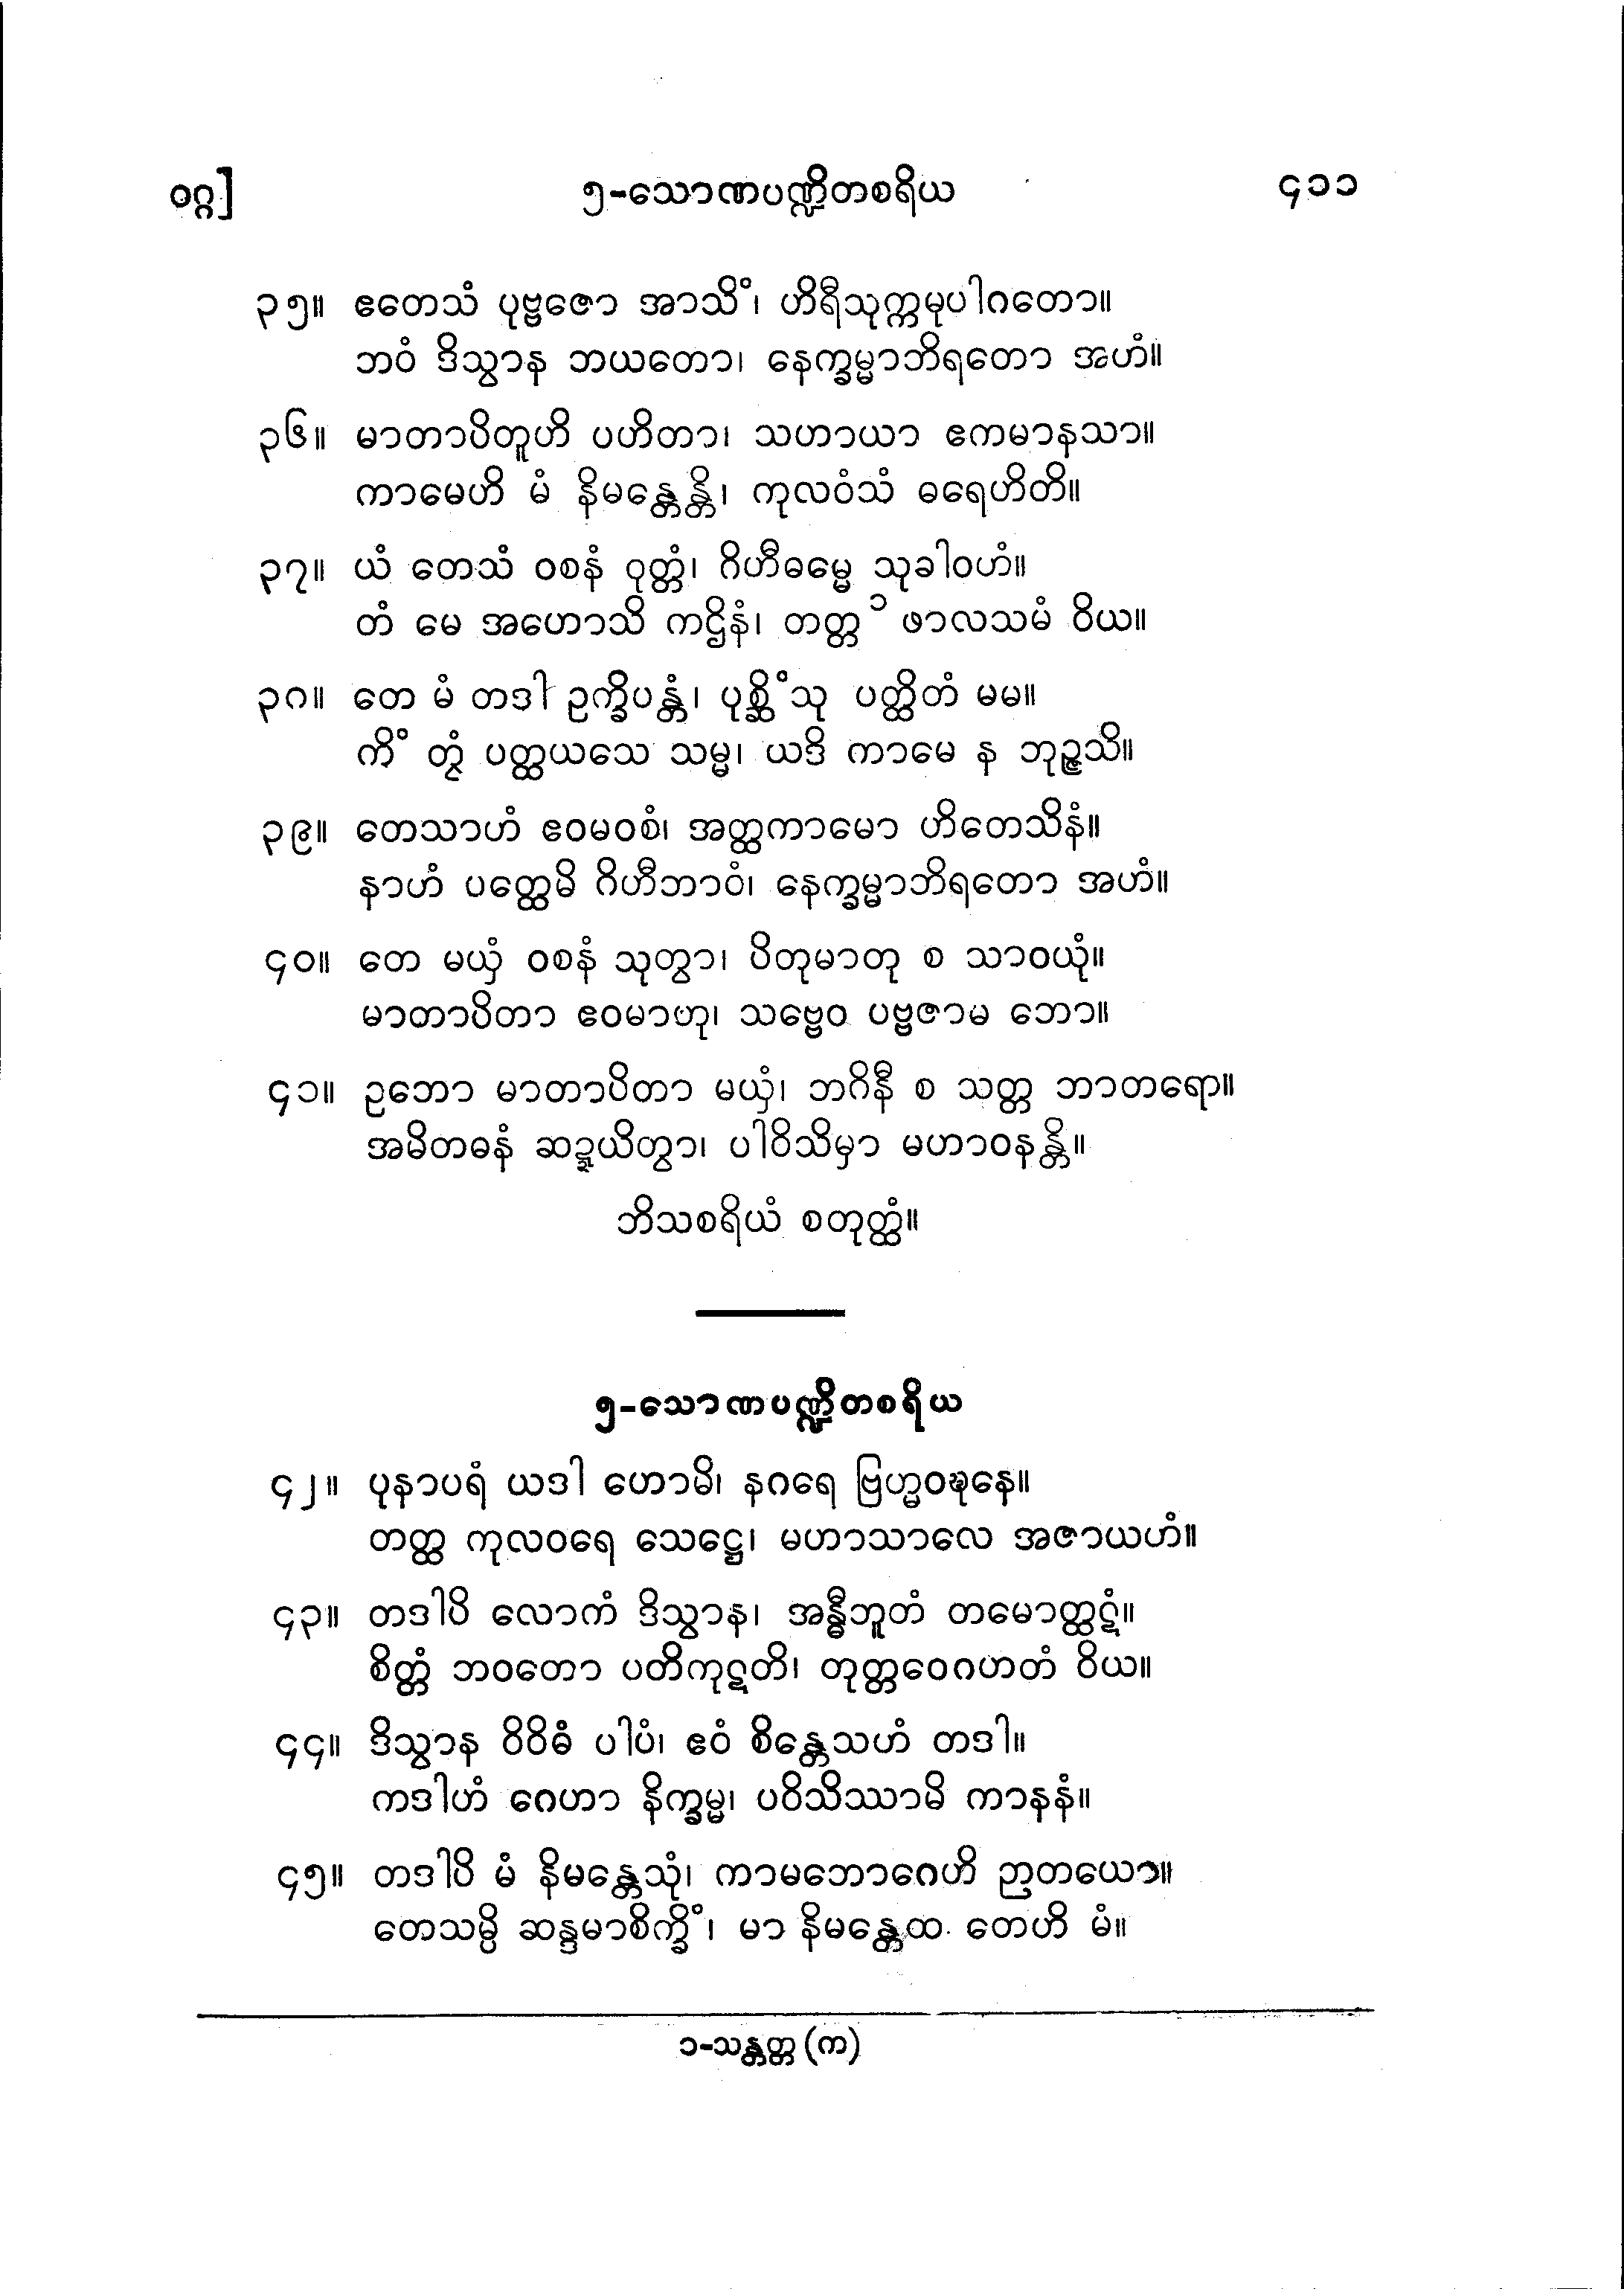 ဝဂ္ဂ]
၅-သောဏပဏ္ဍိတစရိယ
၄၁၁
၃၅။ ဧတေသံ ပုဗ္ဗဇော အာသိံ၊ ဟိရီသုက္ကမုပါဂတော။
ဘဝံ ဒိသွာန ဘယတော၊ နေက္ခမ္မာဘိရတော အဟံ။
၃၆။ မာတာပိတူဟိ ပဟိတာ၊ သဟာယာ ဧကမာနသာ။
ကာမေဟိ မံ နိမန္တေန္တိ၊ ကုလဝံသံ ဓရေဟိတိ။
၃၇။ ယံ တေသံ ဝစနံ ဝုတ္တံ၊ ဂိဟီဓမ္မေ သုခါဝဟံ။
တံ မေ အဟောသိ ကဌိနံ၊ တတ္တ ၁ ဖာလသမံ ဝိယ။
၃၈။ တေ မံ တဒါ ဥက္ခိပန္တံ၊ ပုစ္ဆိံသု ပတ္ထိတံ မမ။
ကိံ တွံ ပတ္ထယသေ သမ္မ၊ ယဒိ ကာမေ န ဘုဉ္ဇသိ။
၃၉။ တေသာဟံ ဧဝမဝစံ၊ အတ္ထကာမော ဟိတေသိနံ။
နာဟံ ပတ္ထေမိ ဂိဟီဘာဝံ၊ နေက္ခမ္မာဘိရတော အဟံ။
၄၀။ တေ မယှံ ဝစနံ သုတွာ၊ ပိတုမာတု စ သာဝယုံ။
မာတာပိတာ ဧဝမာဟု၊ သဗ္ဗေဝ ပဗ္ဗဇာမ ဘော။
၄၁။ ဥဘော မာတာပိတာ မယှံ၊ ဘဂိနီ စ သတ္တ ဘာတရော။
အမိတဓနံ ဆဍ္ဍယိတွာ၊ ပါဝိသိမှာ မဟာဝနန္တိ။
ဘိသစရိယံ စတုတ္ထံ။
၅-သောဏပဏ္ဍိတစရိယ
၄၂။ ပုနာပရံ ယဒါ ဟောမိ၊ နဂရေ ဗြဟ္မဝဍ္ဎနေ။
တတ္ထ ကုလဝရေ သေဋ္ဌေ၊ မဟာသာလေ အဇာယဟံ။
၄၃။ တဒါပိ လောကံ ဒိသွာန၊ အန္ဓီဘူတံ တမောတ္ထဋံ။
စိတ္တံ ဘဝတော ပတိကုဋတိ၊ တုတ္တဝေဂဟတံ ဝိယ။
၄၄။ ဒိသွာန ဝိဝိဓံ ပါပံ၊ ဧဝံ စိန္တေသဟံ တဒါ။
ကဒါဟံ ဂေဟာ နိက္ခမ္မ၊ ပဝိသိဿာမိ ကာနနံ။
၄၅။ တဒါပိ မံ နိမန္တေသုံ၊ ကာမဘောဂေဟိ ဉာတယော။
တေသမ္ပိ ဆန္ဒမာစိက္ခိံ၊ မာ နိမန္တေထ တေဟိ မံ။
၁-သန္တတ္တ (က)